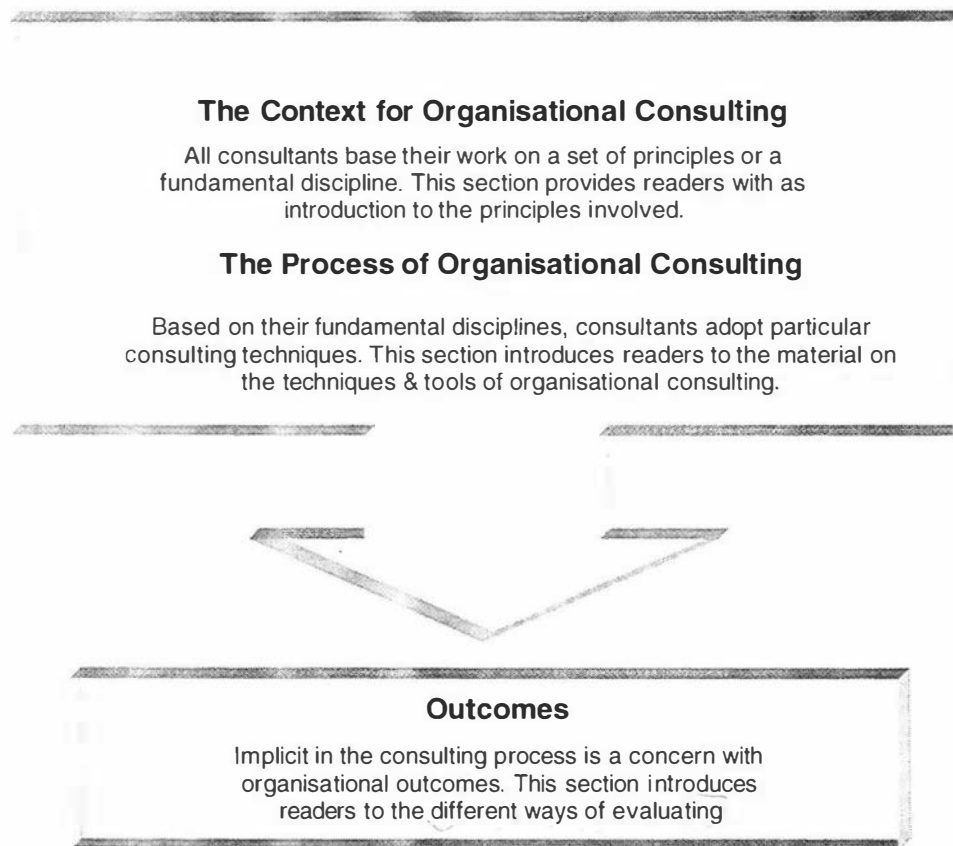 The Context for Organisational Consulting
All consultants base their work on a set of principles or a
fundamental discipline. This section provides readers with as
introduction to the principles involved.
The Process of Organisational Consulting
Based on their fundamental disciplines, consultants adopt particular
consulting techniques. This section introduces readers to the material on
the techniques & tools of organisational consulting.
Outcomes
Implicit in the consulting process is a concern with
organisational outcomes. This section introduces
readers to the different ways of evaluating